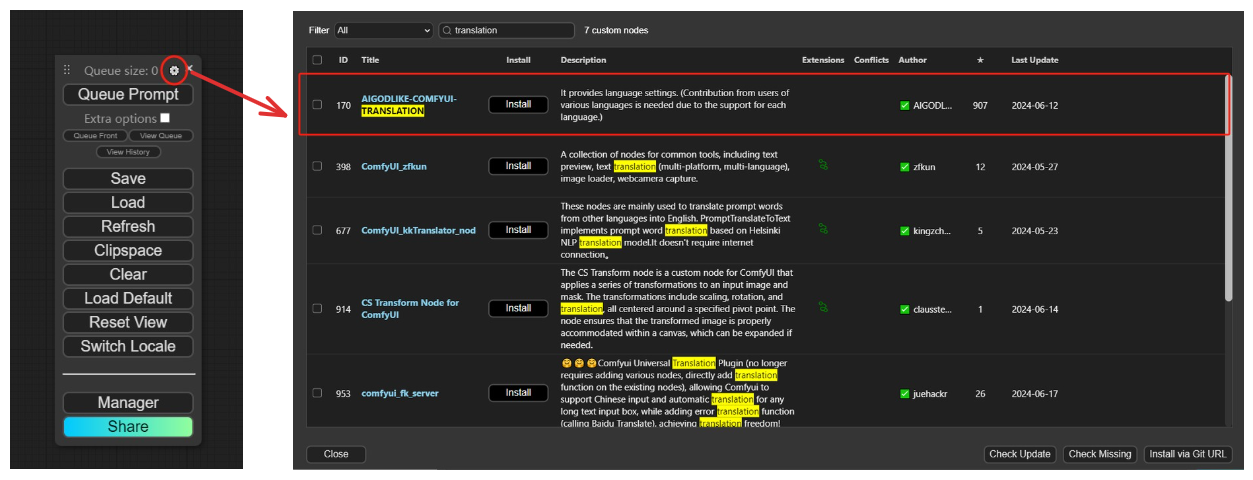 Queue size: 0
Queue Prompt
Extra options
Queue Front
View Queue
View History
Save
Load
Refresh
Clipspace
Clear
Load Default
Reset View
Switch Locale
Manager
Share
Filter All translation 7 custom nodes
ID Title Install Description Extensions Conflicts Author ★ Last Update
170
AIGODLIKE-COMFYUI-
TRANSLATION
Install
It provides language settings. (Contribution from users of
various languages is needed due to the support for each
language.)
AIGODL... 907 2024-06-12
398
ComfyUI_zfkun
Install
A collection of nodes for common tools, including text
preview, text translation (multi-platform, multi-language),
image loader, webcamera capture.
zfkun 12 2024-05-27
677
ComfyUI_kkTranslator_nod
Install
These nodes are mainly used to translate prompt words
from other languages into English. PromptTranslateToText
implements prompt word translation based on Helsinki
NLP translation model.It doesn't require internet
connection。
kingzch... 5 2024-05-23
914
CS Transform Node for
ComfyUI
Install
The CS Transform node is a custom node for ComfyUI that
applies a series of transformations to an input image and
mask. The transformations include scaling, rotation, and
translation, all centered around a specified pivot point. The
node ensures that the transformed image is properly
accommodated within a canvas, which can be expanded if
needed.
clausste... 1 2024-06-14
953
comfyui_fk_server
Install
Comfyui Universal Translation Plugin (no longer
requires adding various nodes, directly add translation
function on the existing nodes), allowing Comfyui to
support Chinese input and automatic translation for any
long text input box, while adding error translation function
(calling Baidu Translate), achieving translation freedom!
juehackr 26 2024-06-17
Close
Check Update
Check Missing
Install via Git URL